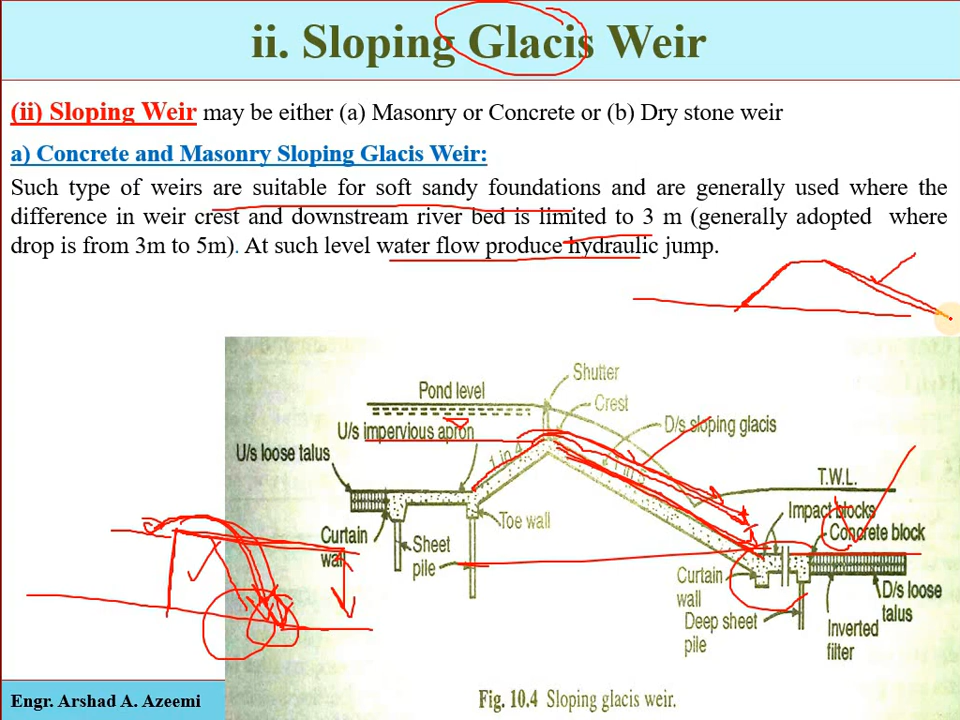 ii. Sloping Glacis Weir
(ii) Sloping Weir may be either (a) Masonry or Concrete or (b) Dry stone weir
a) Concrete and Masonry Sloping Glacis Weir:
Such type of weirs are suitable for soft sandy foundations and are generally used where the
difference in weir crest and downstream river bed is limited to 3 m (generally adopted where
drop is from 3m to 5m). At such level water flow produce hydraulic jump.
Shutter
Pond level
Crest
U/s impervious apron
D/s sloping glacis
U/s loose talus
1 in 4
T.W.L.
Impact blocks
Toe wall
Curtain
wall
Concrete block
Sheet
pile
Curtain
wall
D/s loose
talus
Deep sheet
pile
Inverted
filter
Fig. 10.4 Sloping glacis weir.
Engr. Arshad A. Azeemi